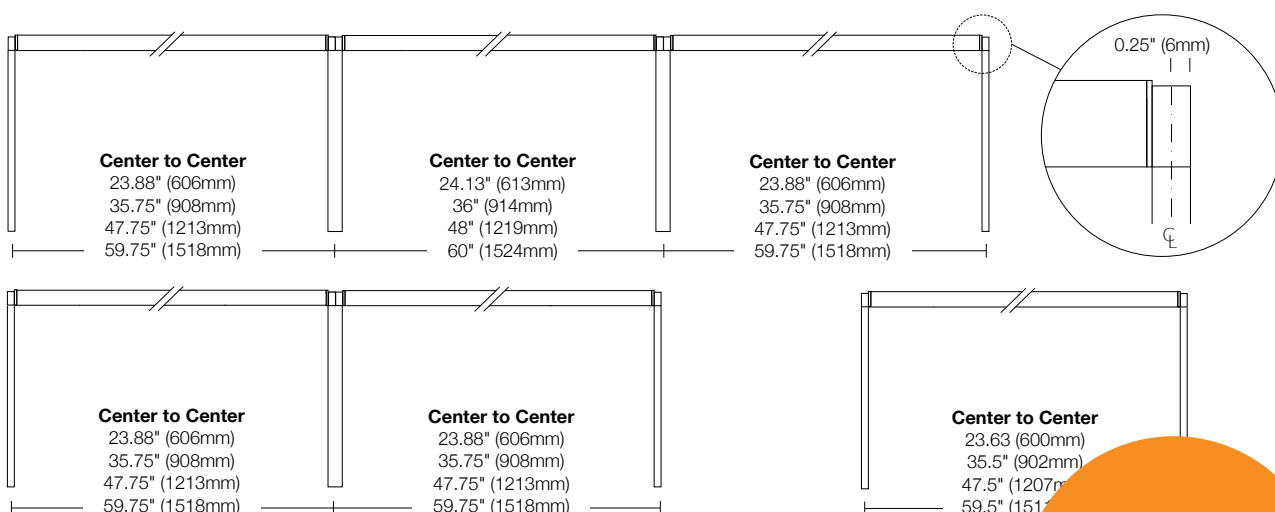 0.25" (6mm)
Center to Center
23.88" (606mm)
35.75" (908mm)
47.75" (1213mm)
59.75" (1518mm)
Center to Center
24.13" (613mm)
36" (914mm)
48" (1219mm)
60" (1524mm)
Center to Center
23.88" (606mm)
35.75" (908mm)
47.75" (1213mm)
59.75" (1518mm)
℄
Center to Center
23.88" (606mm)
35.75" (908mm)
47.75" (1213mm)
59.75" (1518mm)
Center to Center
23.88" (606mm)
35.75" (908mm)
47.75" (1213mm)
59.75" (1518mm)
Center to Center
23.63 (600mm)
35.5" (902mm)
47.5"
59.5"